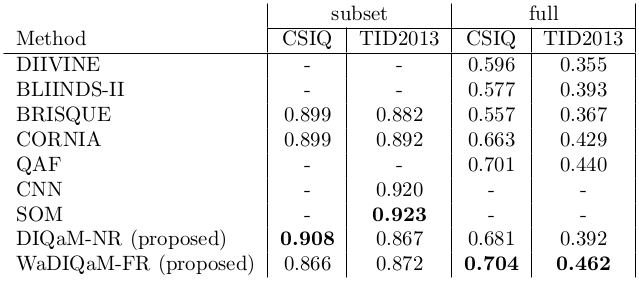 subset full
Method CSIQ TID2013 CSIQ TID2013
DIIVINE - - 0.596 0.355
BLIINDS-II - - 0.577 0.393
BRISQUE 0.899 0.882 0.557 0.367
CORNIA 0.899 0.892 0.663 0.429
QAF - - 0.701 0.440
CNN - 0.920 - -
SOM - 0.923 - -
DIQaM-NR (proposed) 0.908 0.867 0.681 0.392
WaDIQaM-FR (proposed) 0.866 0.872 0.704 0.462